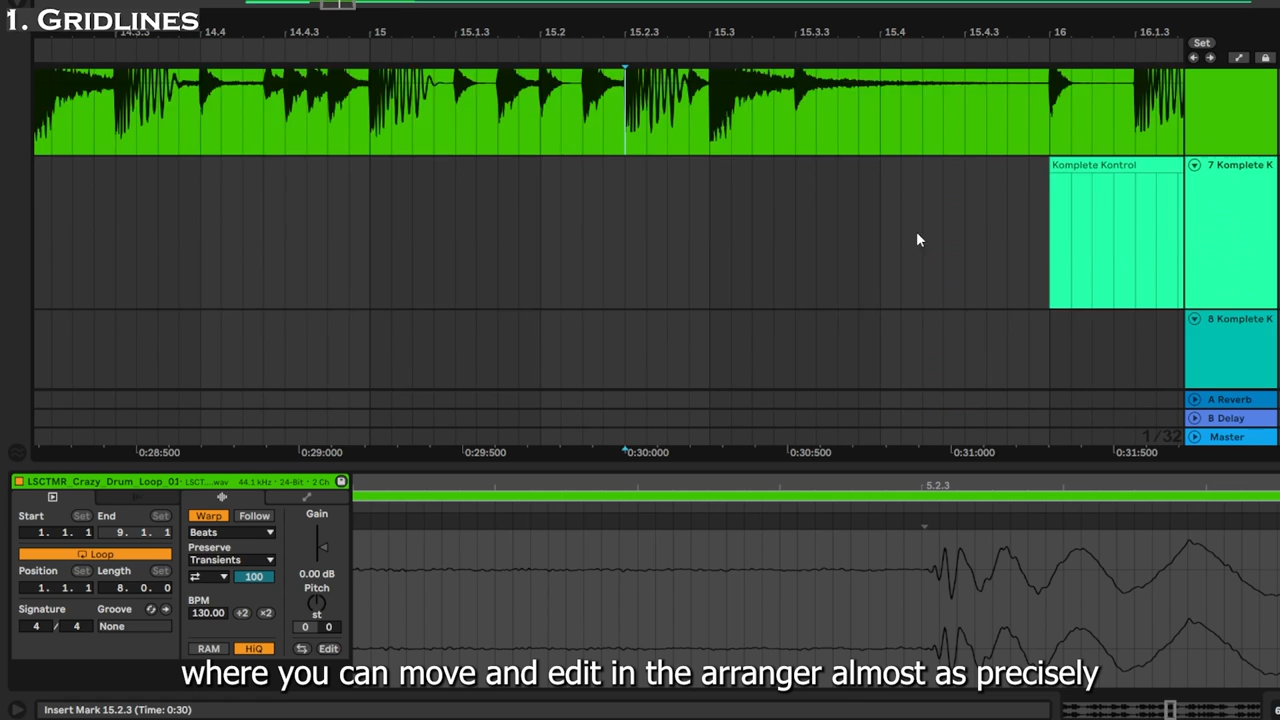 1. Gridlines
14.3.3 14.4 14.4.3 15 15.1.3 15.2 15.2.3 15.3 15.3.3 15.4 15.4.3 16 16.1.3
Set
Komplete Kontrol
7 Komplete K
8 Komplete K
A Reverb
B Delay
1/32
Master
0:28:500 0:29:000 0:29:500 0:30:000 0:30:500 0:31:000 0:31:500
LSCTMR_Crazy_Drum_Loop_01 LSCT....wav 44.1 kHz 24-Bit 2 Ch
5.2.3
Start Set End Set
1. 1. 1 9. 1. 1
Loop
Position Set Length Set
1. 1. 1 8. 0. 0
Signature Groove
4 / 4 None
Warp Follow
Beats
Preserve
Transients
100
BPM
130.00 ÷2 ×2
RAM HiQ
Gain
0.00 dB
Pitch
st
0 0
Edit
where you can move and edit in the arranger almost as precisely
Insert Mark 15.2.3 (Time: 0:30)